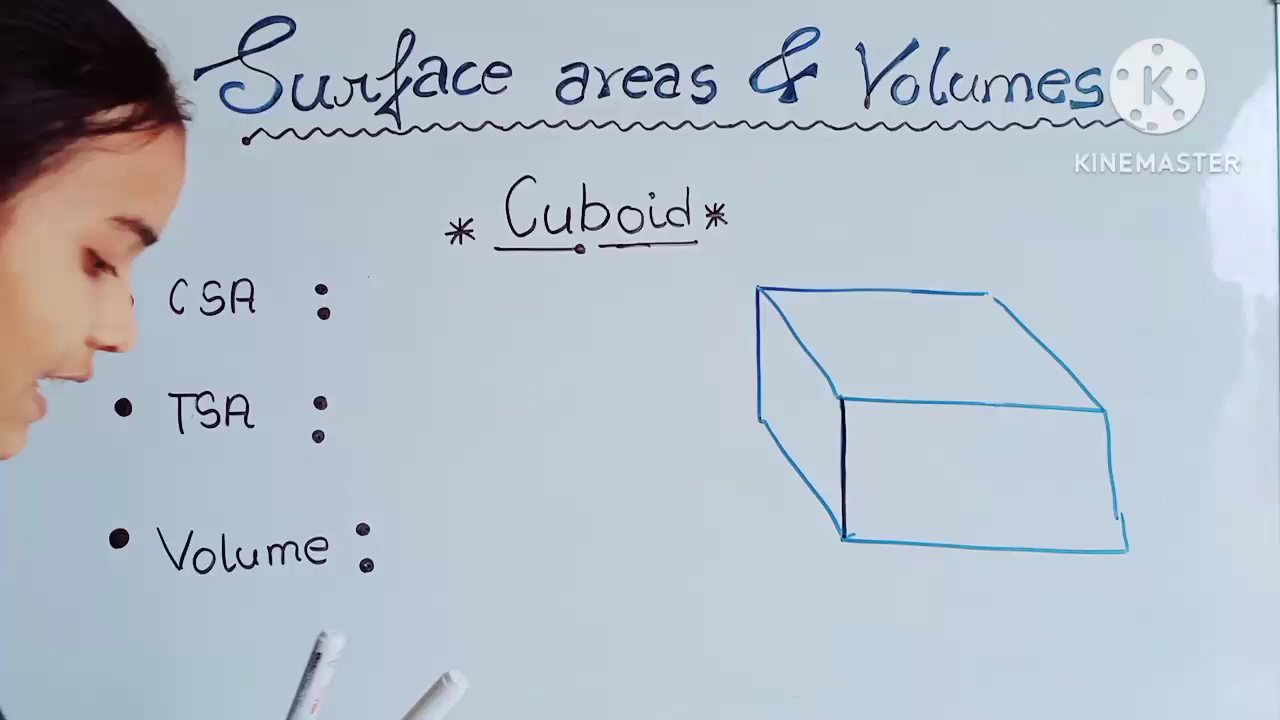 Surface areas & Volumes
K
KINEMASTER
* Cuboid *
CSA :
• TSA :
• Volume :